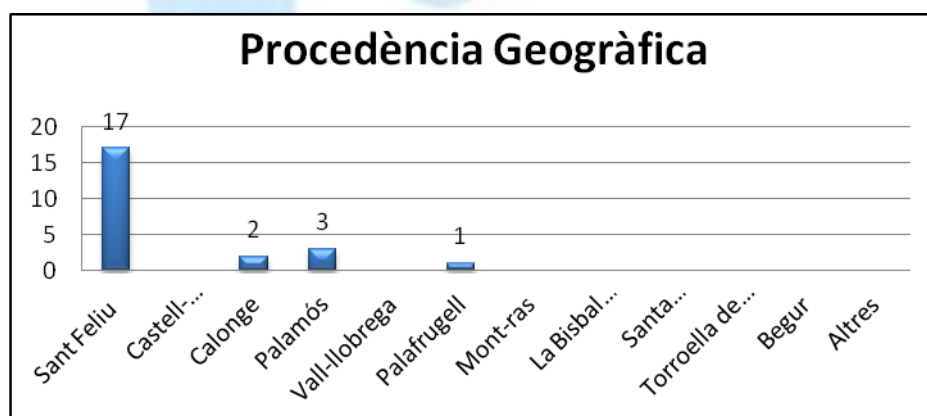 Procedència Geogràfica
20
15
10
5
0
17
2
3
1
Sant Feliu
Castell-...
Calonge
Palamós
Vall-llobrega
Palafrugell
Mont-ras
La Bisbal...
Santa...
Torroella de...
Begur
Altres